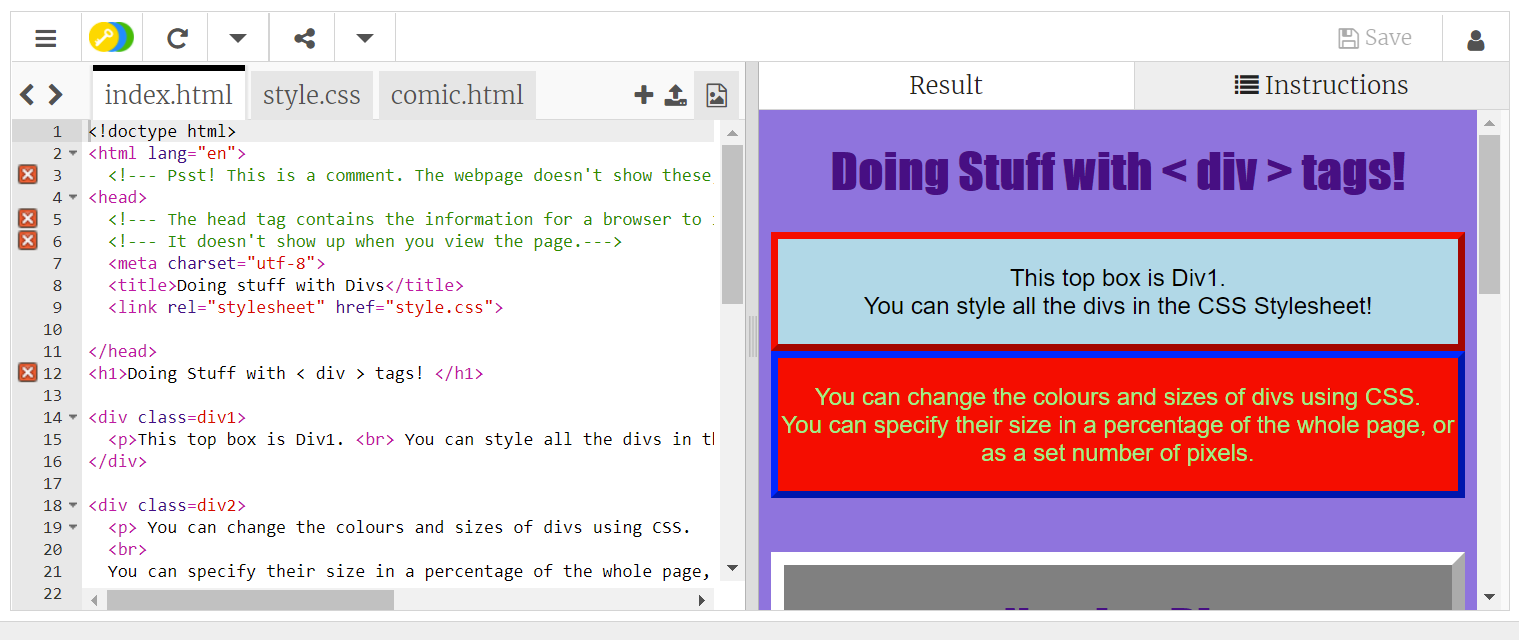 Save
index.html
style.css
comic.html
Result
Instructions
1 <!doctype html>
2 <html lang="en">
3 <!--- Psst! This is a comment. The webpage doesn't show these
4 <head>
5 <!--- The head tag contains the information for a browser to
6 <!--- It doesn't show up when you view the page.--->
7 <meta charset="utf-8">
8 <title>Doing stuff with Divs</title>
9 <link rel="stylesheet" href="style.css">
10
11 </head>
12 <h1>Doing Stuff with < div > tags! </h1>
13
14 <div class=div1>
15 <p>This top box is Div1. <br> You can style all the divs in
16 </div>
17
18 <div class=div2>
19 <p> You can change the colours and sizes of divs using CSS.
20 <br>
21 You can specify their size in a percentage of the whole page,
22
Doing Stuff with < div > tags!
This top box is Div1.
You can style all the divs in the CSS Stylesheet!
You can change the colours and sizes of divs using CSS.
You can specify their size in a percentage of the whole page, or
as a set number of pixels.